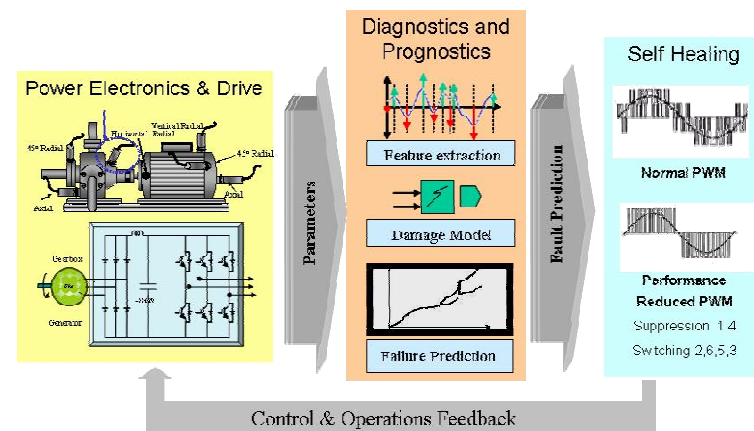 Power Electronics & Drive
Vertical Radial
Horizontal
Radial
45° Radial
45° Radial
Axial
Axial
Gearbox
Generator
Parameters
Diagnostics and
Prognostics
Feature extraction
Damage Model
Failure Prediction
Fault Prediction
Self Healing
Normal PWM
Performance
Reduced PWM
Suppression 1,4
Switching 2,6,5,3
Control & Operations Feedback